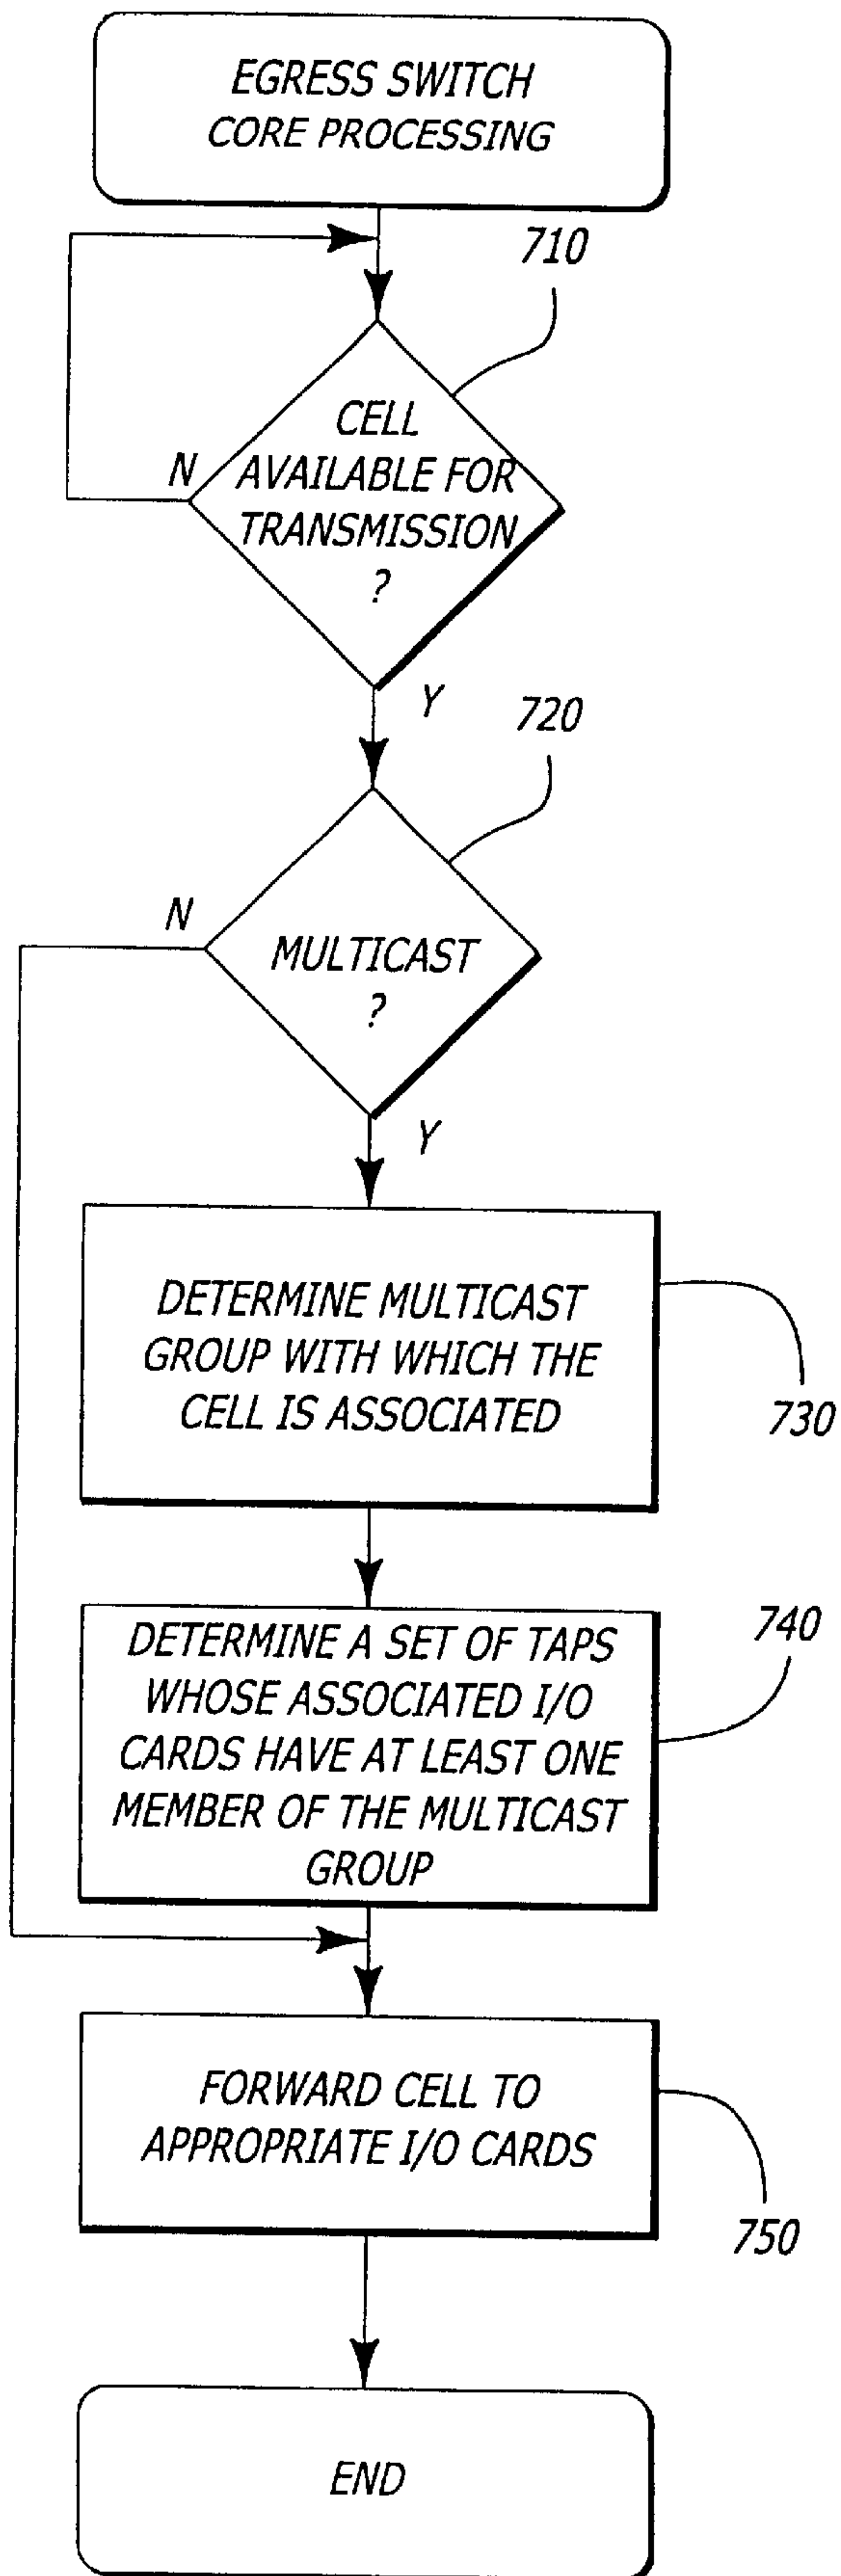 EGRESS SWITCH
CORE PROCESSING
710
CELL
AVAILABLE FOR
TRANSMISSION
?
N
Y
720
N
MULTICAST
?
Y
DETERMINE MULTICAST
GROUP WITH WHICH THE
CELL IS ASSOCIATED
730
740
DETERMINE A SET OF TAPS
WHOSE ASSOCIATED I/O
CARDS HAVE AT LEAST ONE
MEMBER OF THE MULTICAST
GROUP
FORWARD CELL TO
APPROPRIATE I/O CARDS
750
END